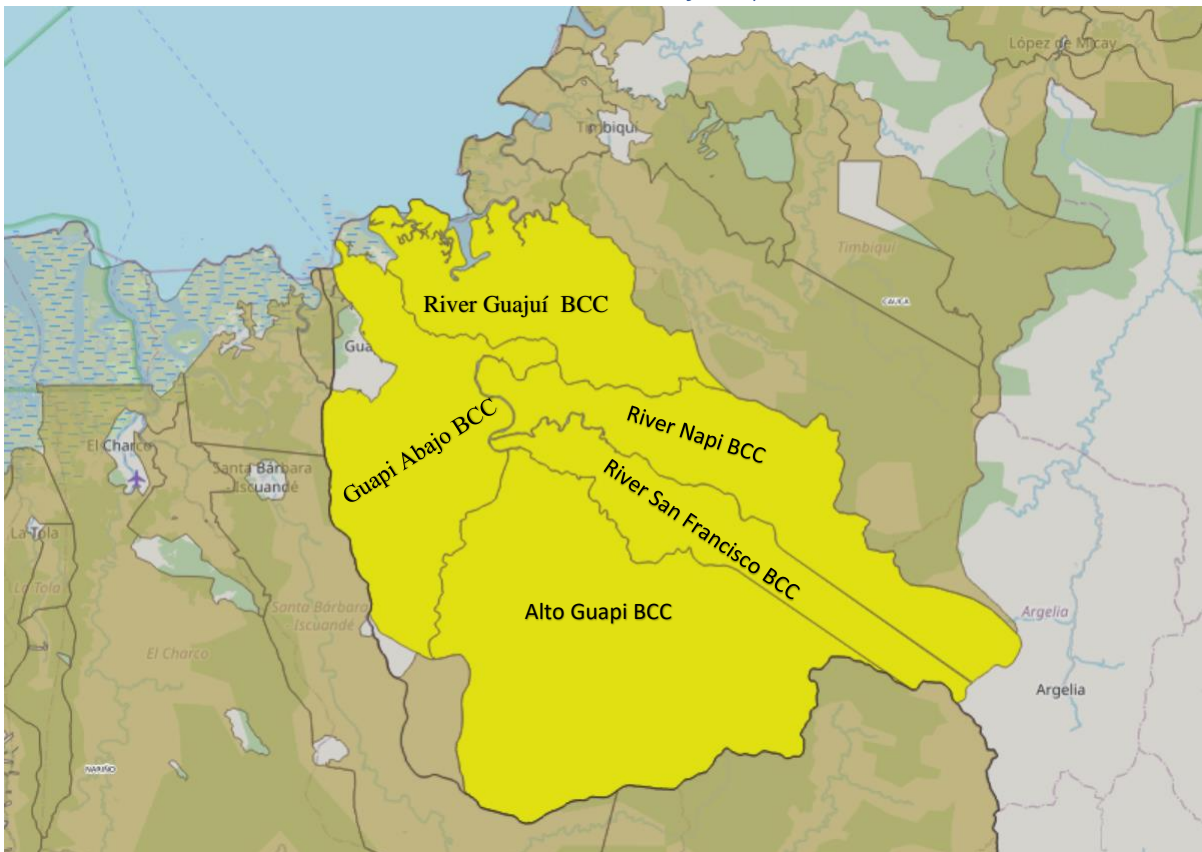 López de Micay
Timbiquí
Timbiquí
CAUCA
River Guajuí  BCC
Gua
River Napi BCC
Guapi Abajo BCC
El Charco
Santa Bárbara
Iscuandé
River San Francisco BCC
La Tola
La Tola
Santa Bárbara
Iscuandé
Alto Guapi BCC
Argelia
El Charco
Argelia
NARIÑO